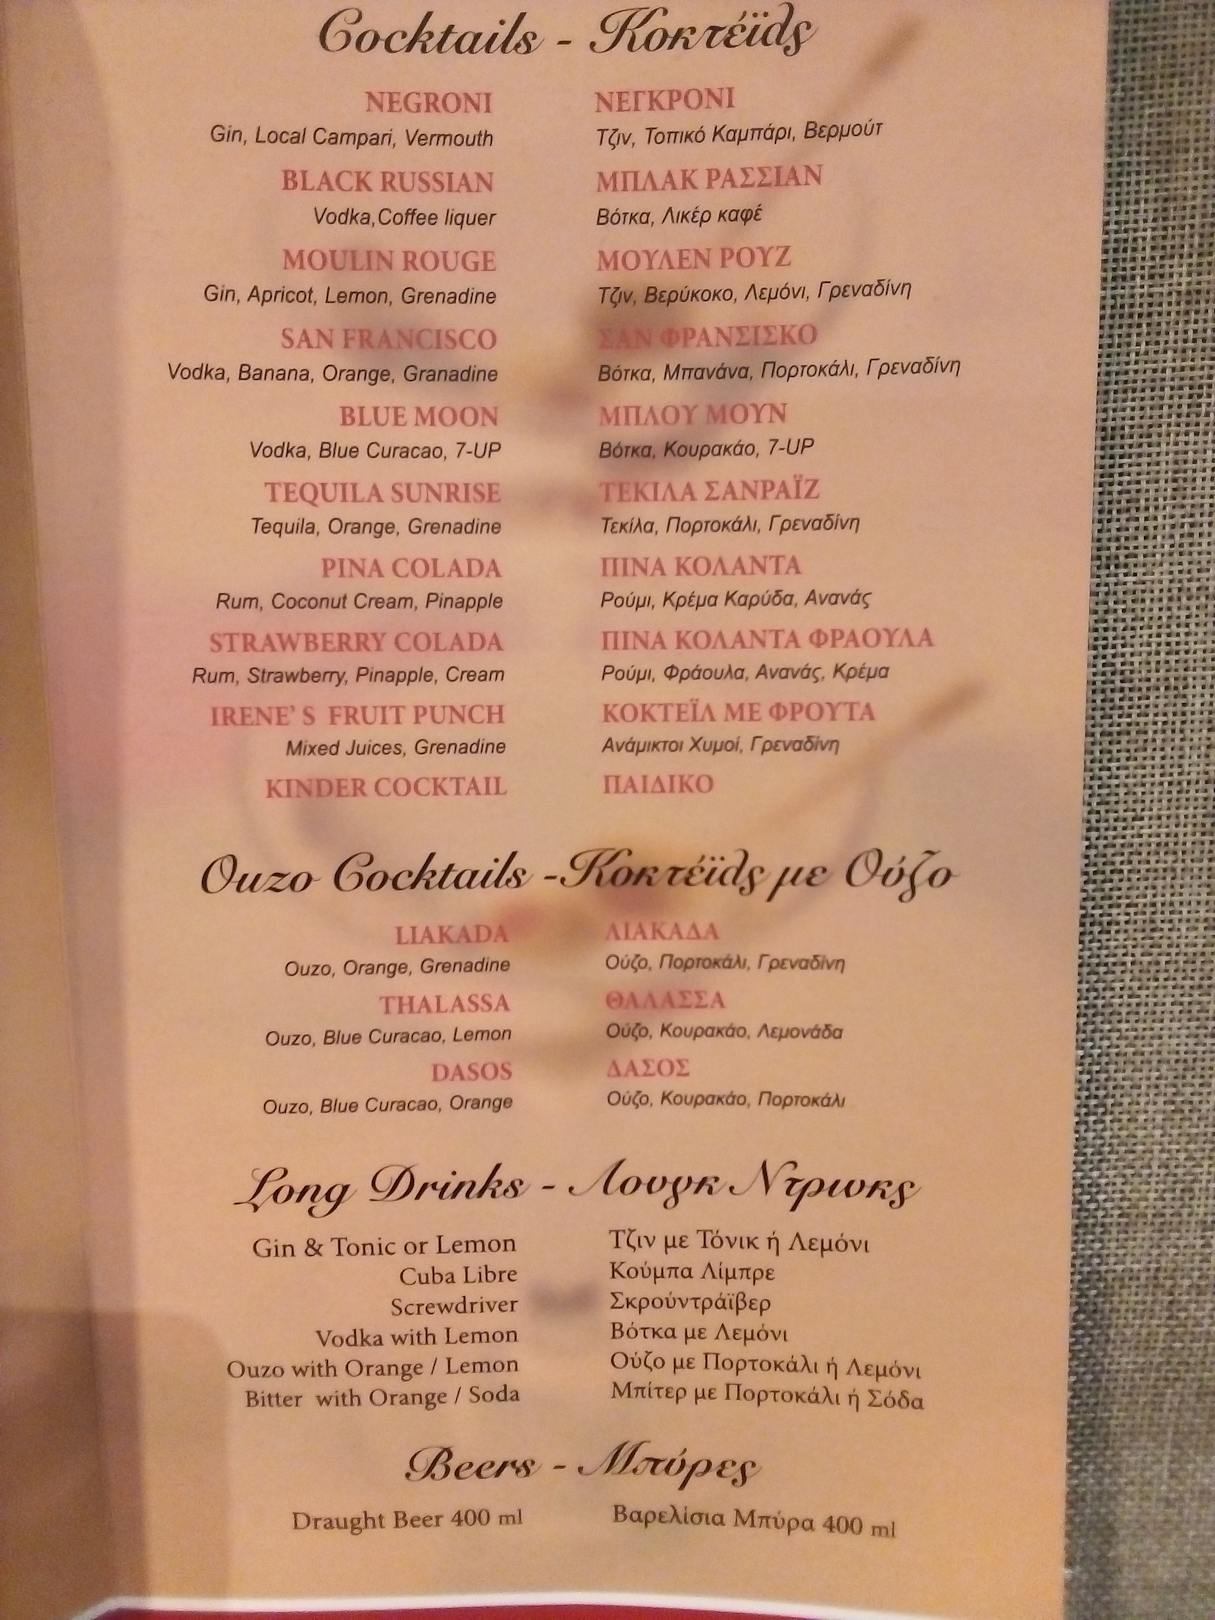 Cocktails - Κοκτέϊλς
NEGRONI ΝΕΓΚΡΟΝΙ
Gin, Local Campari, Vermouth Τζιν, Τοπικό Καμπάρι, Βερμούτ
BLACK RUSSIAN ΜΠΛΑΚ ΡΑΣΣΙΑΝ
Vodka,Coffee liquer Βότκα, Λικέρ καφέ
MOULIN ROUGE ΜΟΥΛΕΝ ΡΟΥΖ
Gin, Apricot, Lemon, Grenadine Τζιν, Βερύκοκο, Λεμόνι, Γρεναδίνη
SAN FRANCISCO ΣΑΝ ΦΡΑΝΣΙΣΚΟ
Vodka, Banana, Orange, Granadine Βότκα, Μπανάνα, Πορτοκάλι, Γρεναδίνη
BLUE MOON ΜΠΛΟΥ ΜΟΥΝ
Vodka, Blue Curacao, 7-UP Βότκα, Κουρακάο, 7-UP
TEQUILA SUNRISE ΤΕΚΙΛΑ ΣΑΝΡΑΪΖ
Tequila, Orange, Grenadine Τεκίλα, Πορτοκάλι, Γρεναδίνη
PINA COLADA ΠΙΝΑ ΚΟΛΑΝΤΑ
Rum, Coconut Cream, Pinapple Ρούμι, Κρέμα Καρύδα, Ανανάς
STRAWBERRY COLADA ΠΙΝΑ ΚΟΛΑΝΤΑ ΦΡΑΟΥΛΑ
Rum, Strawberry, Pinapple, Cream Ρούμι, Φράουλα, Ανανάς, Κρέμα
IRENE' S FRUIT PUNCH ΚΟΚΤΕΪΛ ΜΕ ΦΡΟΥΤΑ
Mixed Juices, Grenadine Ανάμικτοι Χυμοί, Γρεναδίνη
KINDER COCKTAIL ΠΑΙΔΙΚΟ
Ouzo Cocktails -Κοκτέϊλς με Ούζο
LIAKADA ΛΙΑΚΑΔΑ
Ouzo, Orange, Grenadine Ούζο, Πορτοκάλι, Γρεναδίνη
THALASSA ΘΑΛΑΣΣΑ
Ouzo, Blue Curacao, Lemon Ούζο, Κουρακάο, Λεμονάδα
DASOS ΔΑΣΟΣ
Ouzo, Blue Curacao, Orange Ούζο, Κουρακάο, Πορτοκάλι
Long Drinks - Λονγκ Ντρινκς
Gin & Tonic or Lemon Τζιν με Τόνικ ή Λεμόνι
Cuba Libre Κούμπα Λίμπρε
Screwdriver Σκρούντράϊβερ
Vodka with Lemon Βότκα με Λεμόνι
Ouzo with Orange / Lemon Ούζο με Πορτοκάλι ή Λεμόνι
Bitter with Orange / Soda Μπίτερ με Πορτοκάλι ή Σόδα
Beers - Μπύρες
Draught Beer 400 ml Βαρελίσια Μπύρα 400 ml